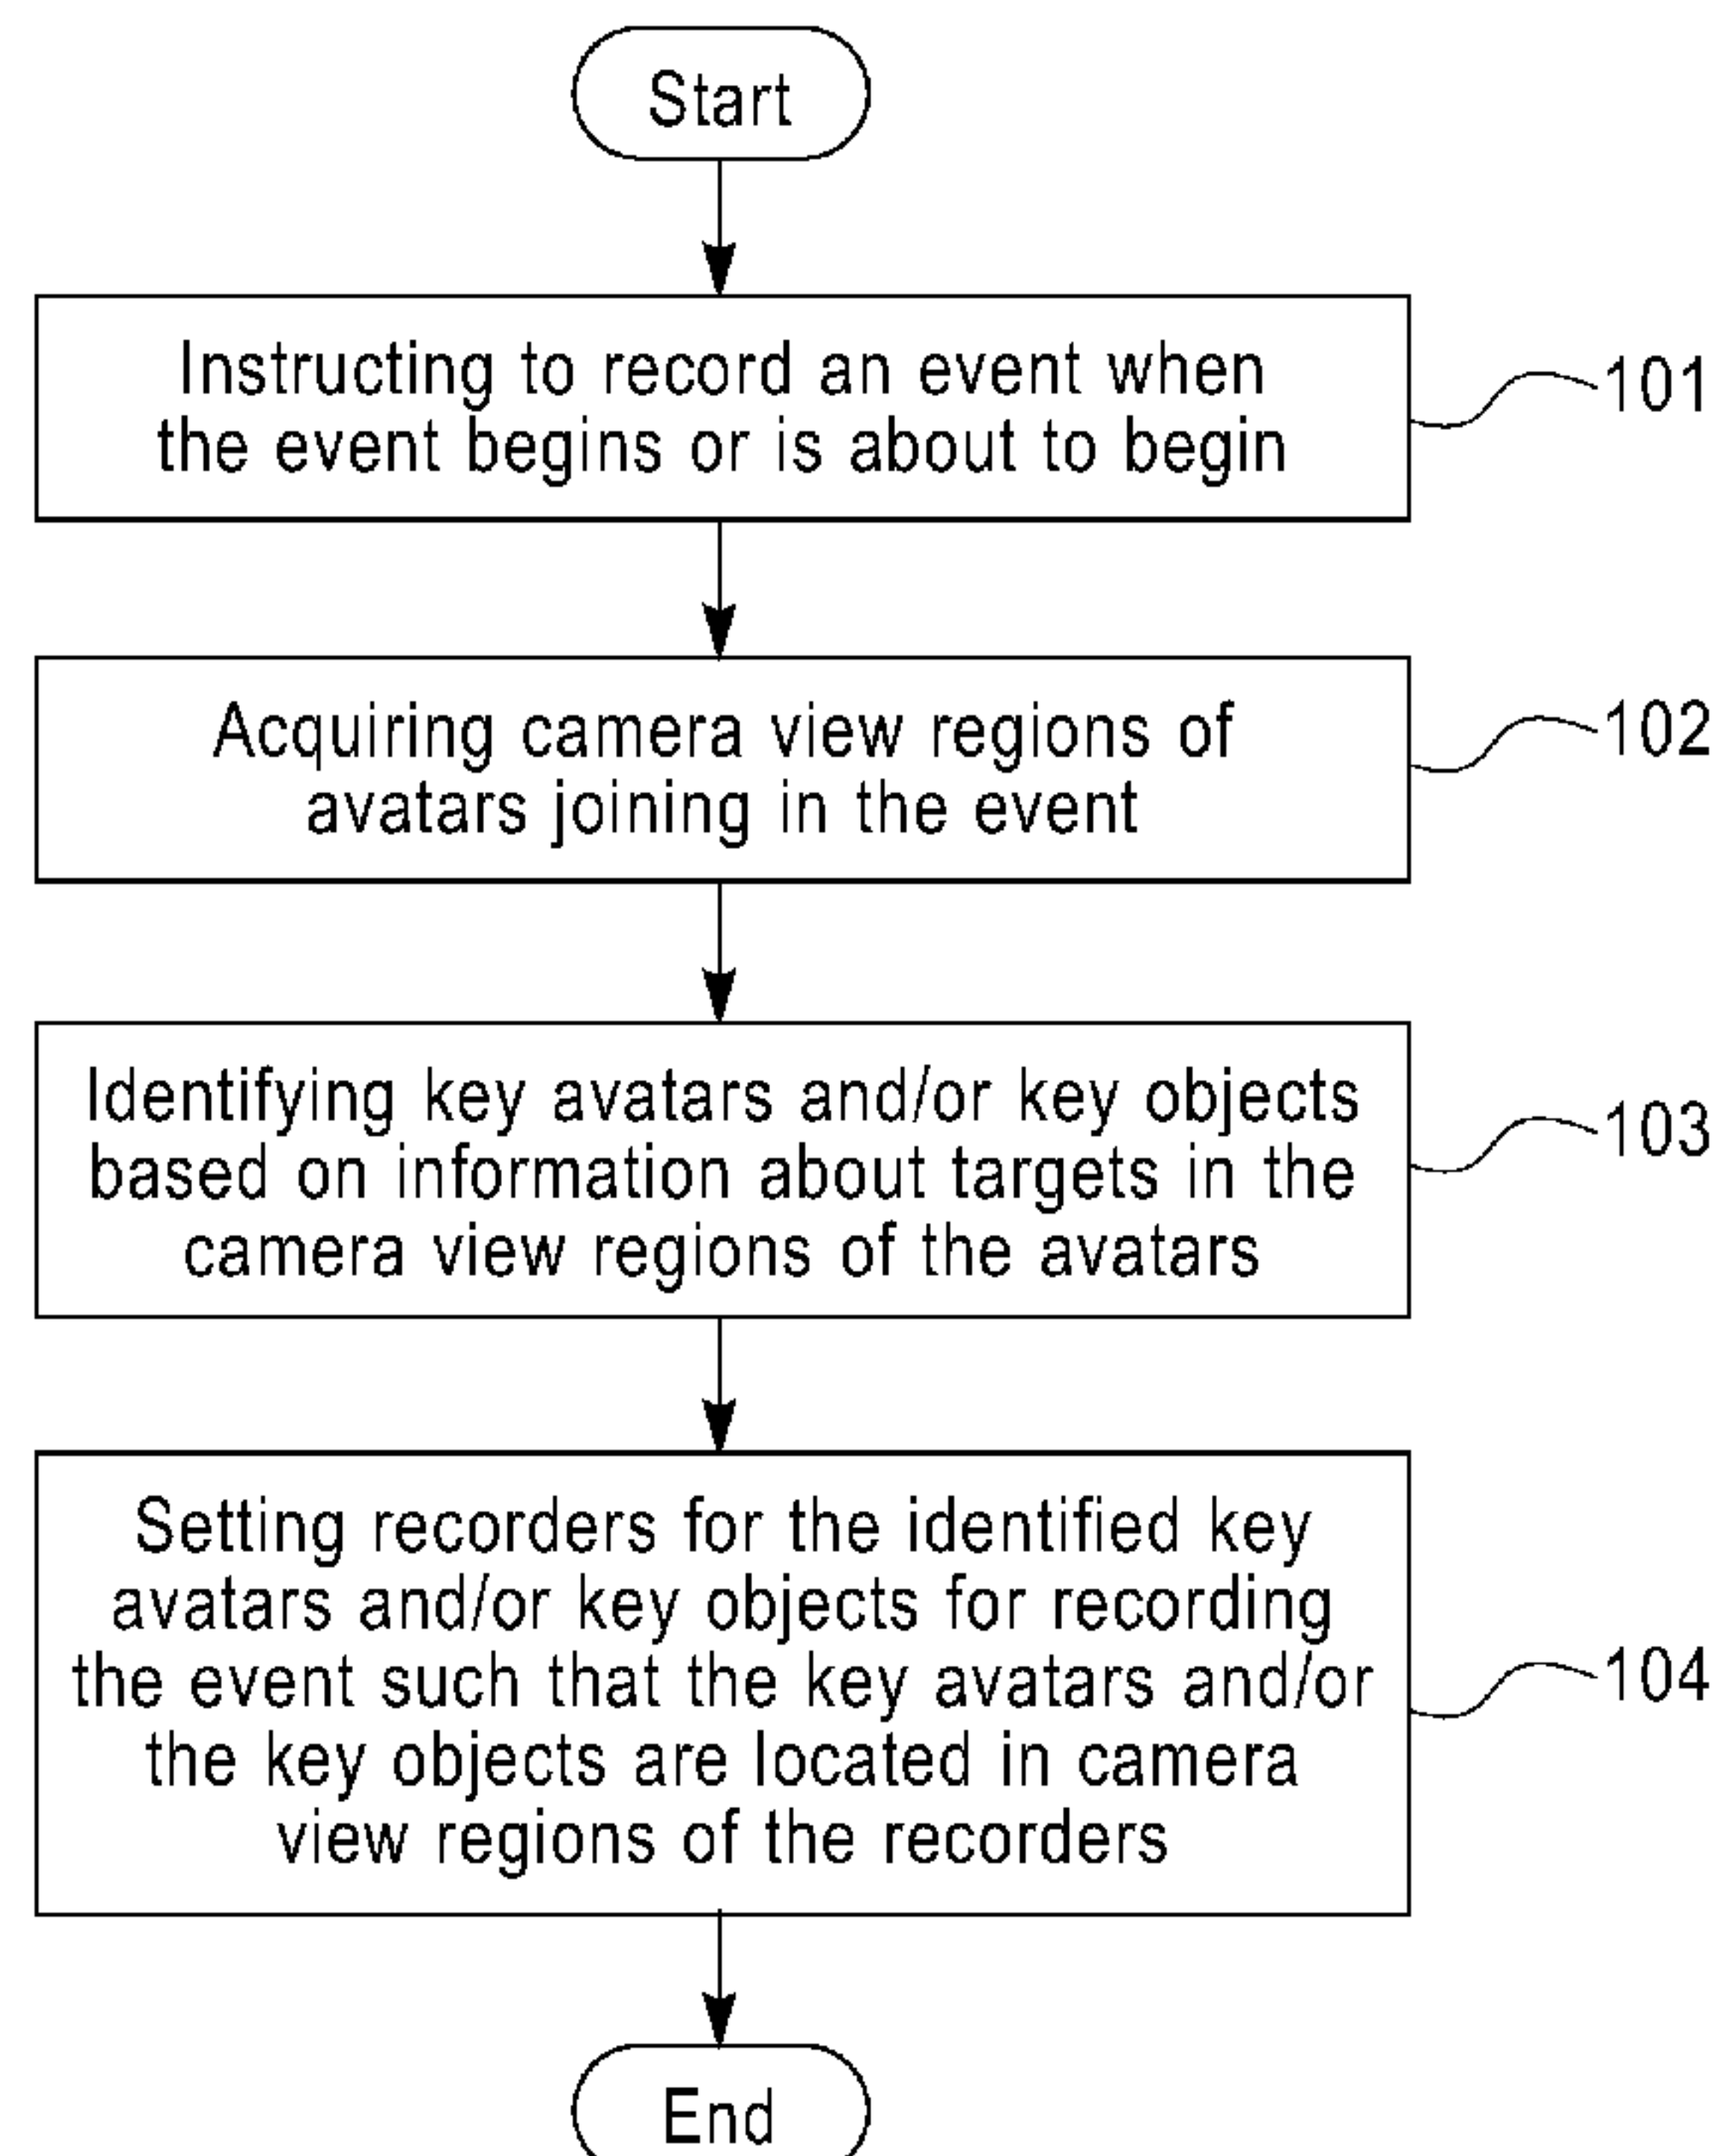 Start
Instructing to record an event when
the event begins or is about to begin
101
Acquiring camera view regions of
avatars joining in the event
102
Identifying key avatars and/or key objects
based on information about targets in the
camera view regions of the avatars
103
Setting recorders for the identified key
avatars and/or key objects for recording
the event such that the key avatars and/or
the key objects are located in camera
view regions of the recorders
104
End